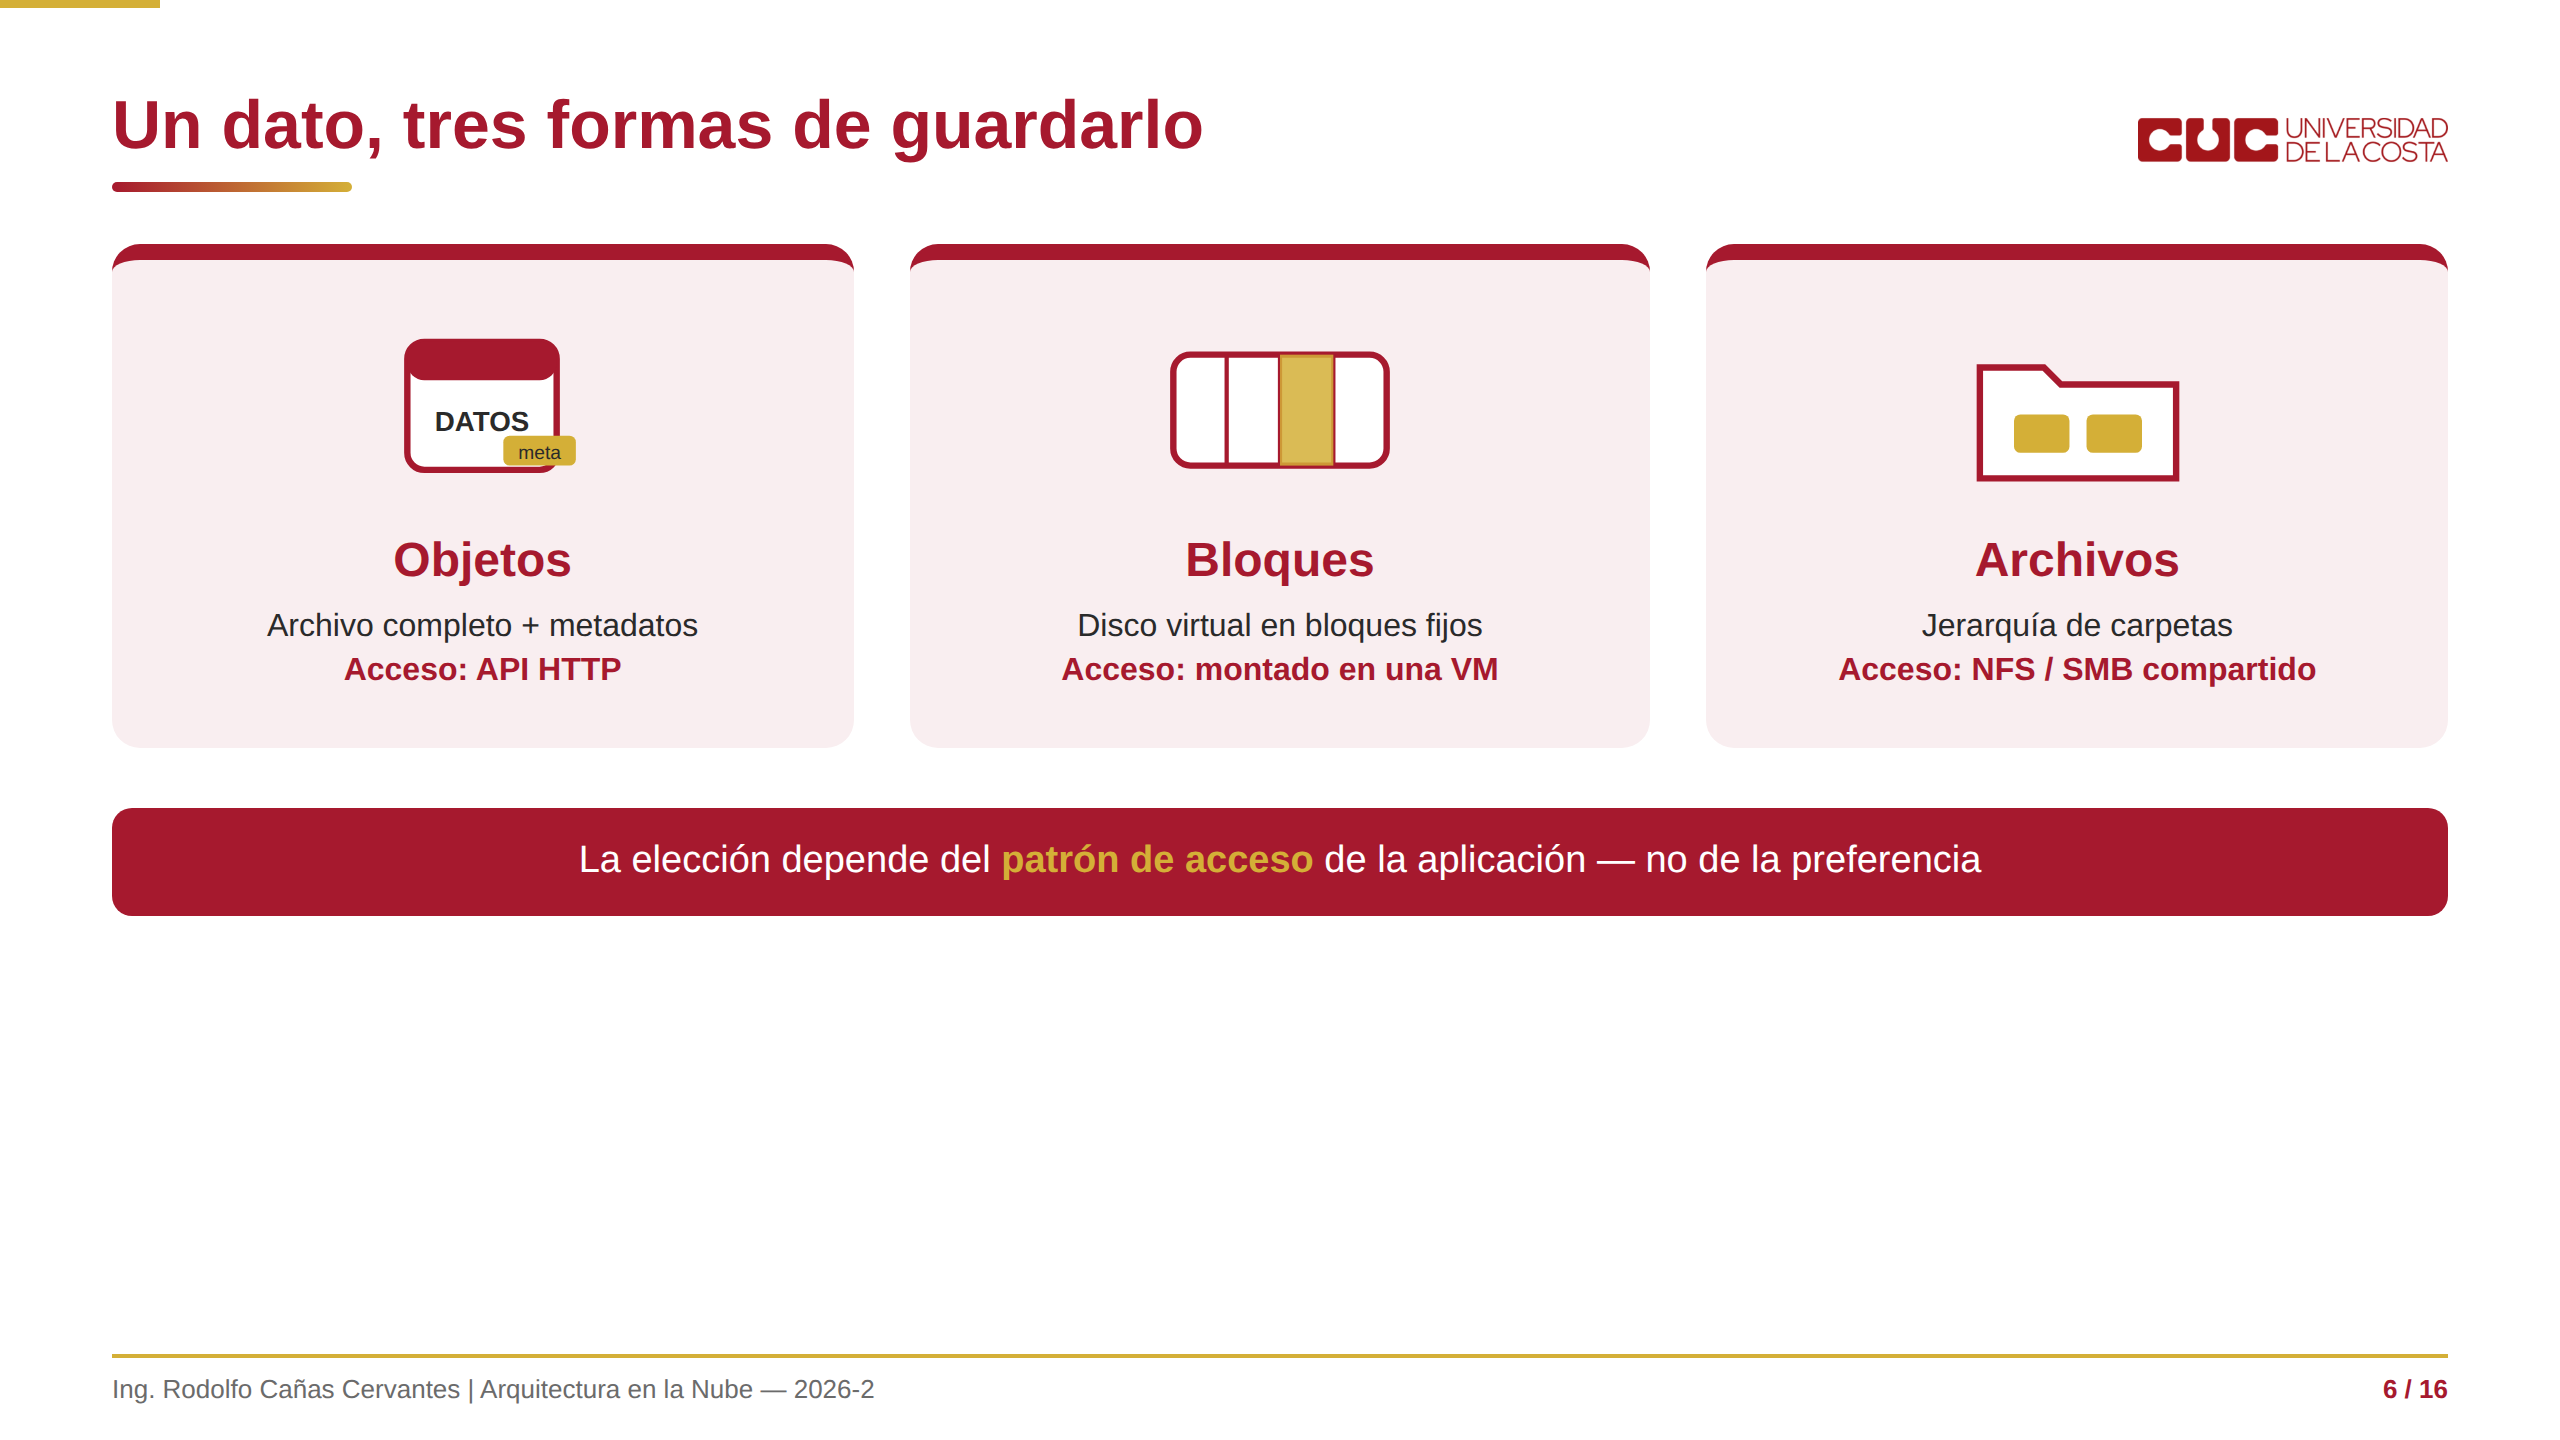 Un dato, tres formas de guardarlo
CUC UNIVERSIDAD
DE LA COSTA
DATOS
meta
Objetos
Archivo completo + metadatos
Acceso: API HTTP
Bloques
Disco virtual en bloques fijos
Acceso: montado en una VM
Archivos
Jerarquía de carpetas
Acceso: NFS / SMB compartido
La elección depende del patrón de acceso de la aplicación — no de la preferencia
Ing. Rodolfo Cañas Cervantes | Arquitectura en la Nube — 2026-2
6 / 16